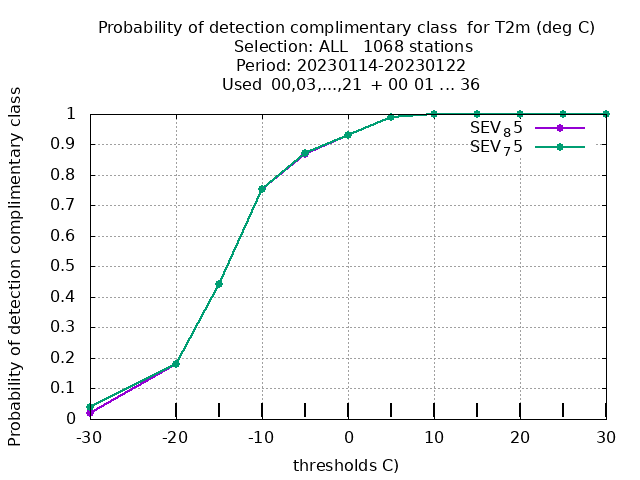 Probability of detection complimentary class for T2m (deg C)
Selection: ALL 1068 stations
Period: 20230114-20230122
Used 00,03,...,21 + 00 01 ... 36
Probability of detection complimentary class
1
0.9
0.8
0.7
0.6
0.5
0.4
0.3
0.2
0.1
0
SEV85
SEV75
-30 -20 -10 0 10 20 30
thresholds C)